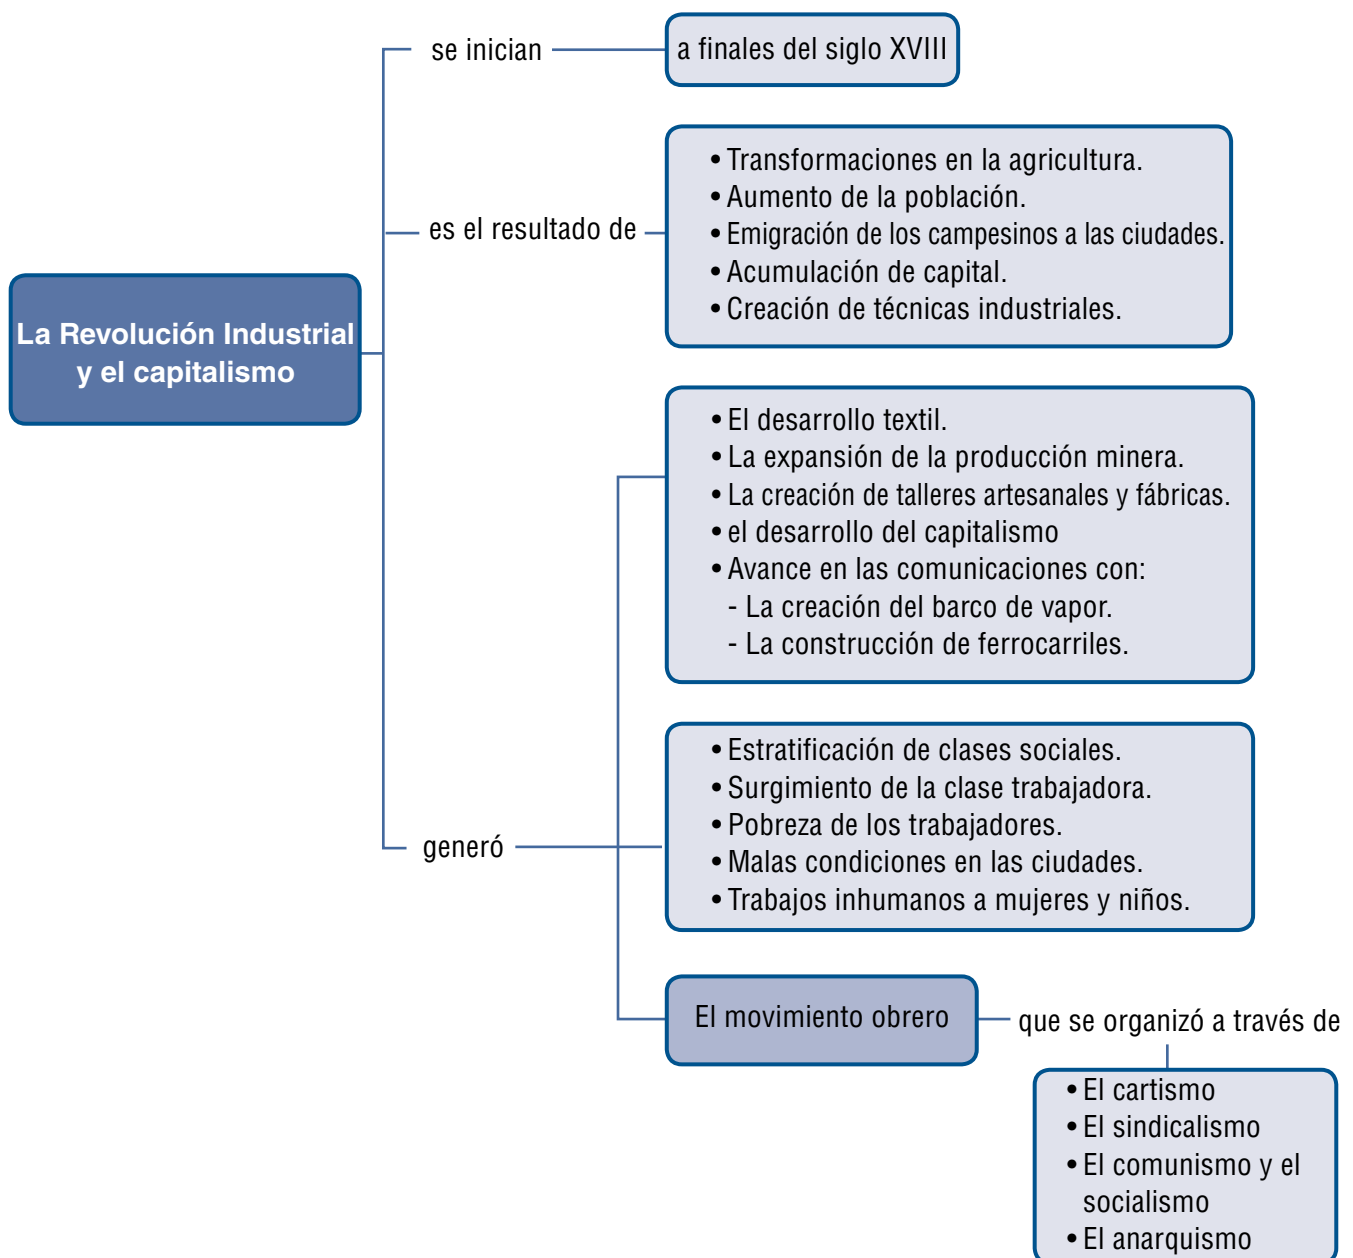 La Revolución Industrial
y el capitalismo
se inician
a finales del siglo XVIII
es el resultado de
• Transformaciones en la agricultura.
• Aumento de la población.
• Emigración de los campesinos a las ciudades.
• Acumulación de capital.
• Creación de técnicas industriales.
generó
• El desarrollo textil.
• La expansión de la producción minera.
• La creación de talleres artesanales y fábricas.
• el desarrollo del capitalismo
• Avance en las comunicaciones con:
- La creación del barco de vapor.
- La construcción de ferrocarriles.
• Estratificación de clases sociales.
• Surgimiento de la clase trabajadora.
• Pobreza de los trabajadores.
• Malas condiciones en las ciudades.
• Trabajos inhumanos a mujeres y niños.
El movimiento obrero
que se organizó a través de
• El cartismo
• El sindicalismo
• El comunismo y el
socialismo
• El anarquismo